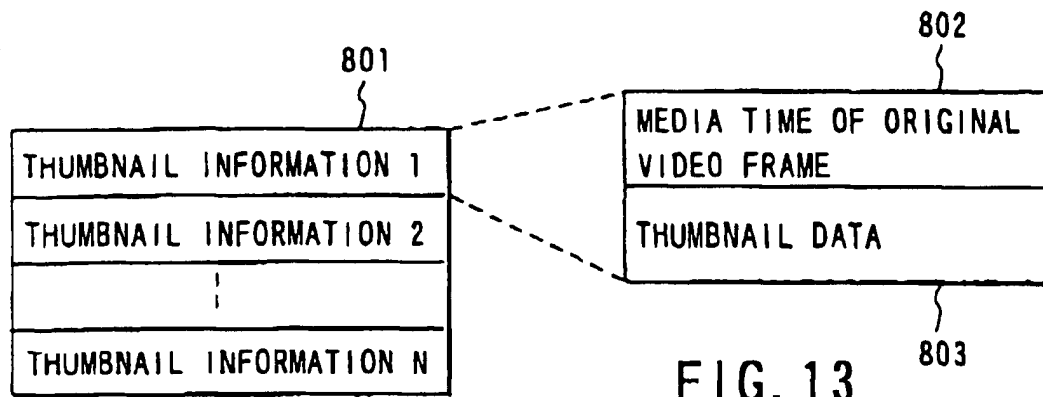 801
THUMBNAIL INFORMATION 1
THUMBNAIL INFORMATION 2
THUMBNAIL INFORMATION N
802
MEDIA TIME OF ORIGINAL
VIDEO FRAME
THUMBNAIL DATA
803
FIG. 13